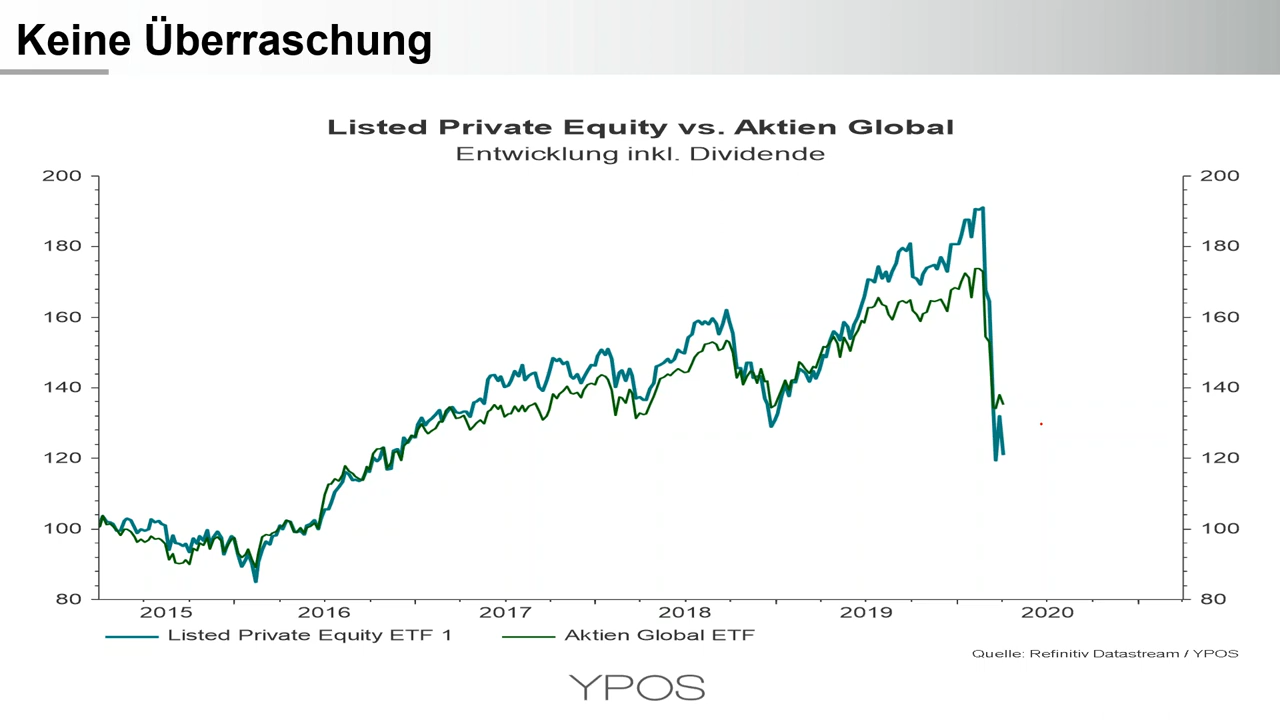 Keine Überraschung
Listed Private Equity vs. Aktien Global
Entwicklung inkl. Dividende
200 200
180 180
160 160
140 140
120 120
100 100
80 80
2015 2016 2017 2018 2019 2020
Listed Private Equity ETF 1 Aktien Global ETF
Quelle: Refinitiv Datastream / YPOS
YPOS